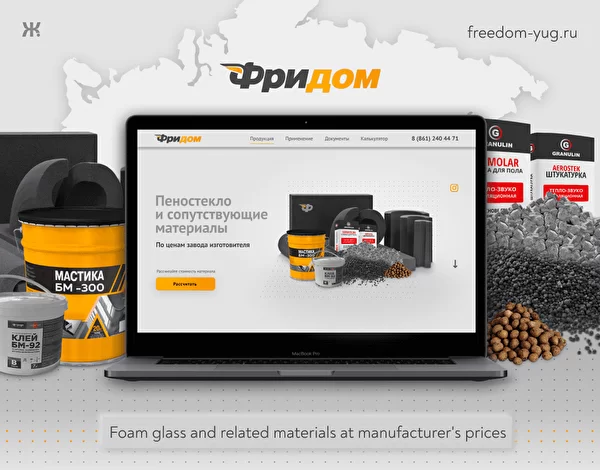 Ж
freedom-yug.ru
Фридом
Фридом
Продукция Применение Документы Калькулятор 8 (861) 240 44 71
Пеностекло
и сопутствующие
материалы
По ценам завода изготовителя
Рассчитать
МАСТИКА
БМ -300
КЛЕЙ
БМ-92
B
GRANULIN
MOLAR
GRANULIN
AEROSTEK
ШТУКАТУРКА
ТЕПЛО-ЗВУКО
MacBook Pro
Foam glass and related materials at manufacturer's prices